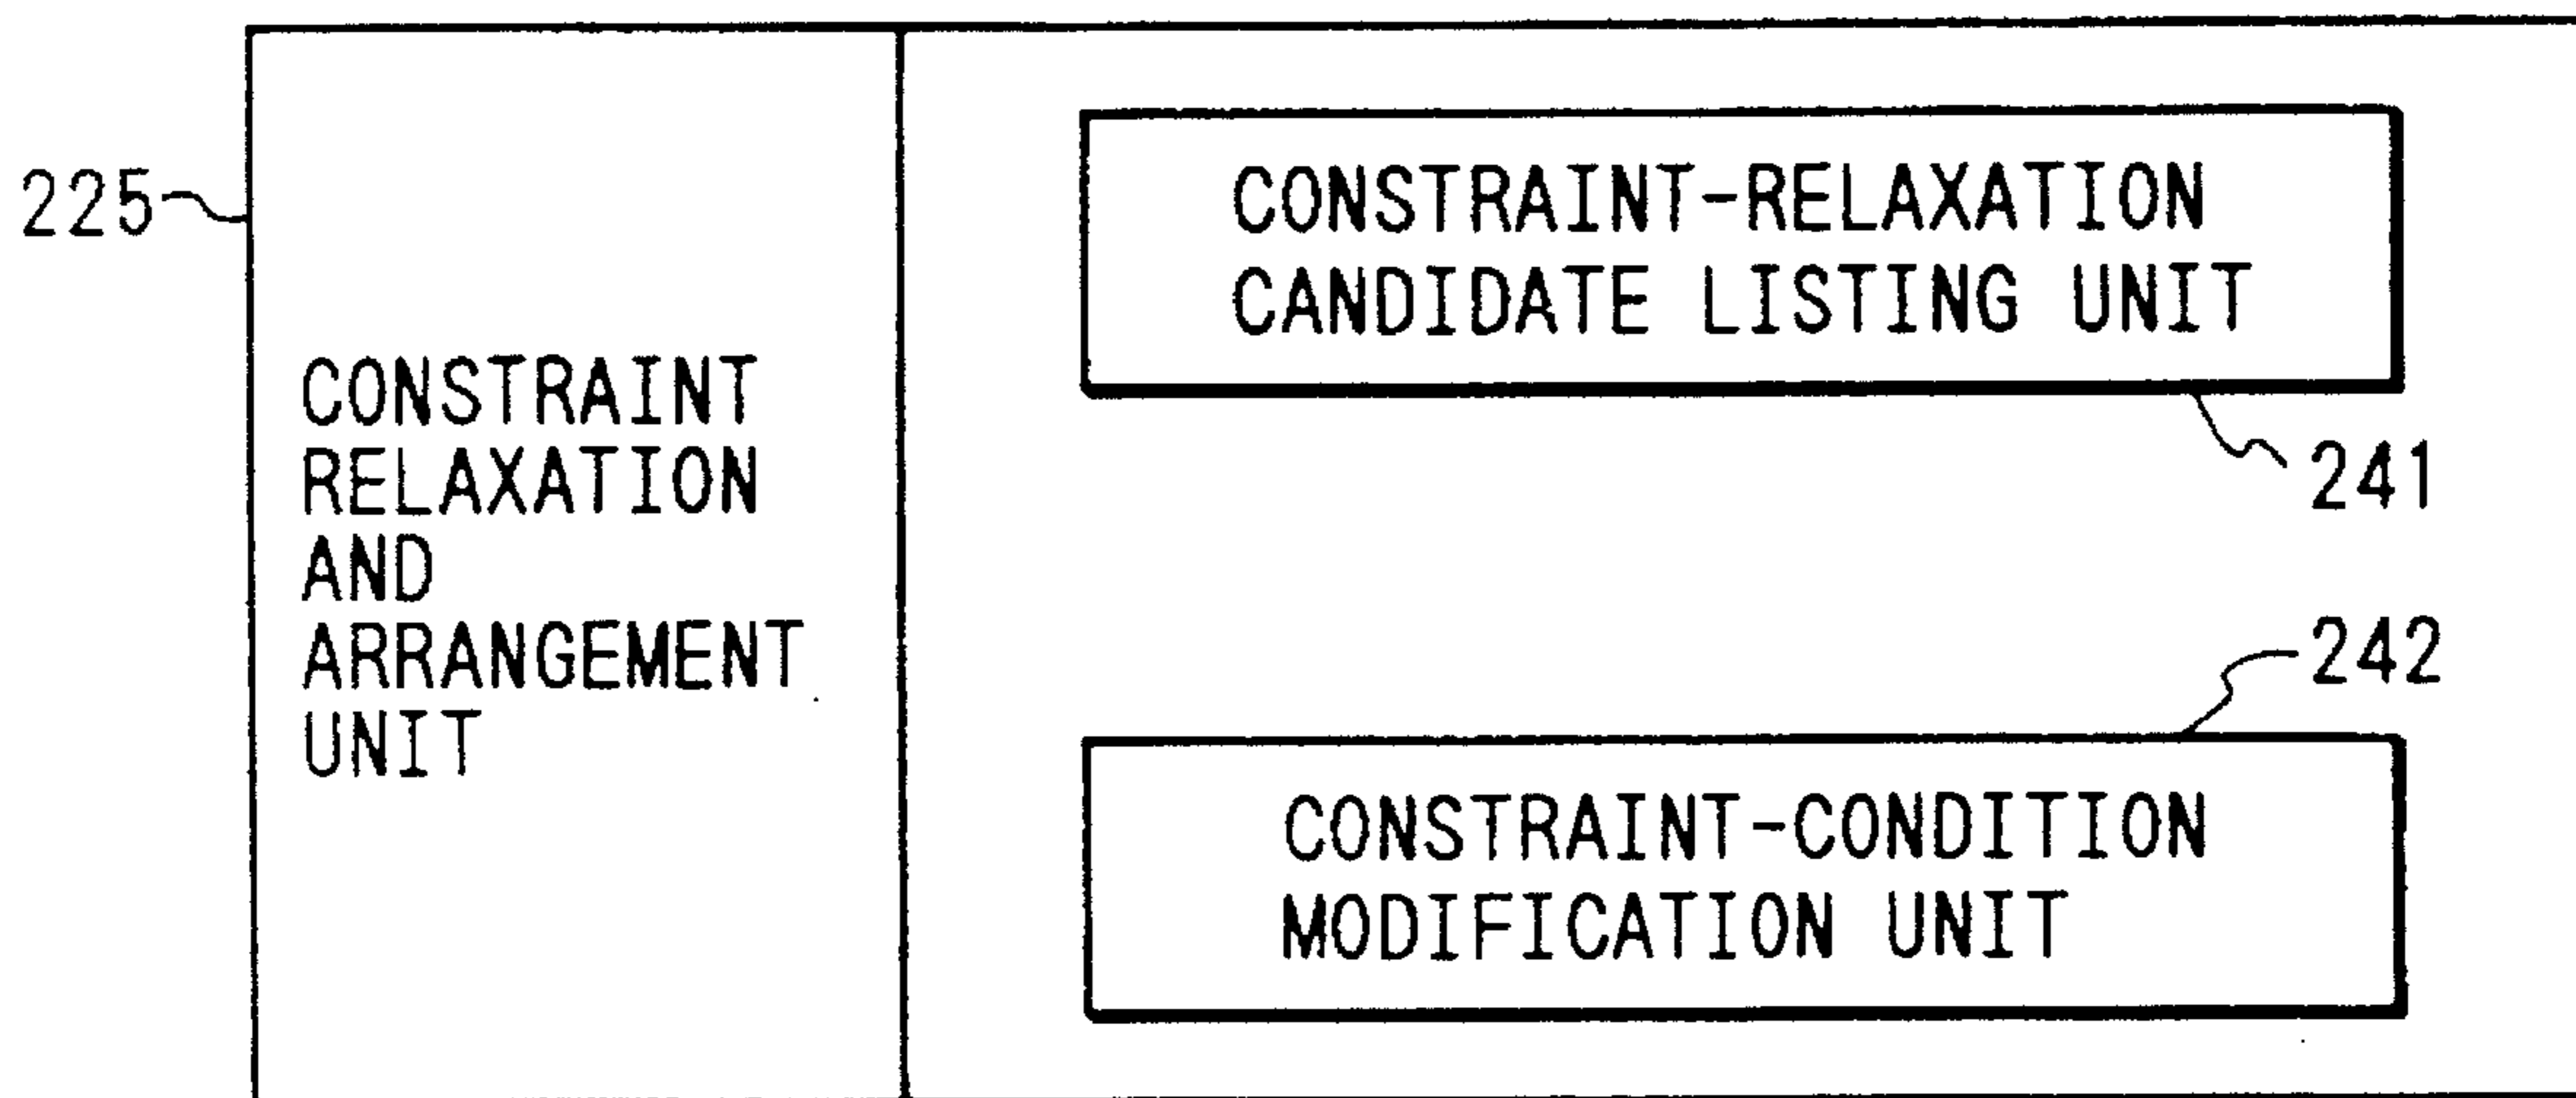 225
CONSTRAINT
RELAXATION
AND
ARRANGEMENT
UNIT
CONSTRAINT-RELAXATION
CANDIDATE LISTING UNIT
241
242
CONSTRAINT-CONDITION
MODIFICATION UNIT